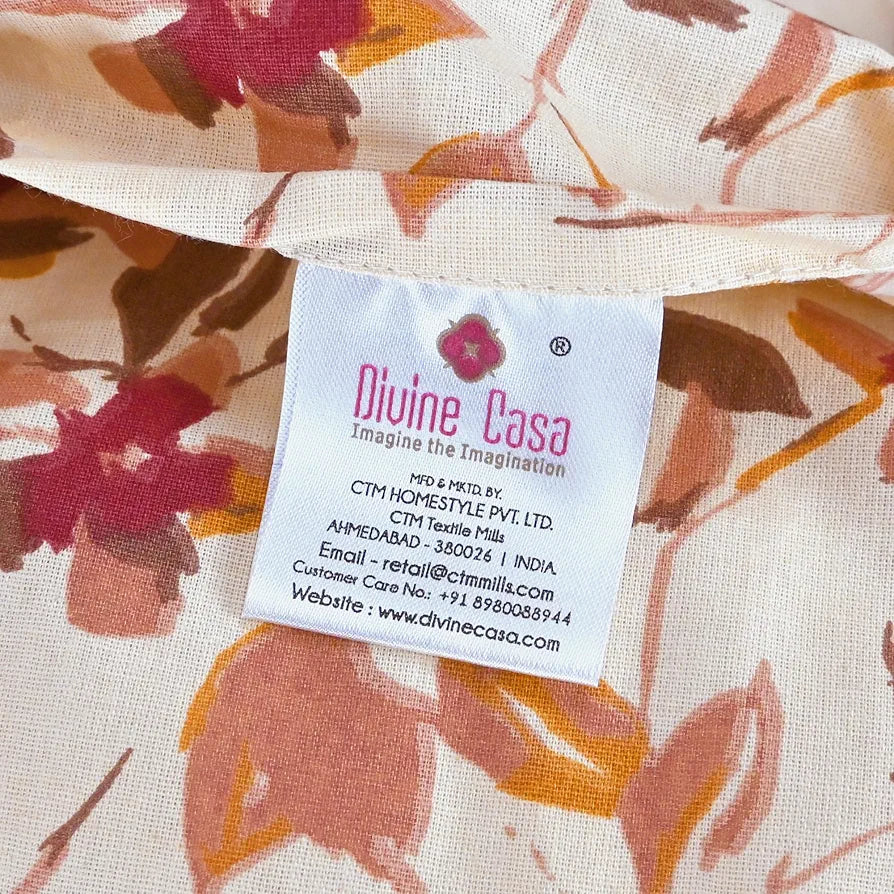 ®
Divine Casa
Imagine the Imagination
MFD & MKTD. BY.
CTM HOMESTYLE PVT. LTD.
CTM Textile Mills
AHMEDABAD - 380026 | INDIA.
Email - retail@ctmmills.com
Customer Care No.: +91 8980088944
Website : www.divinecasa.com